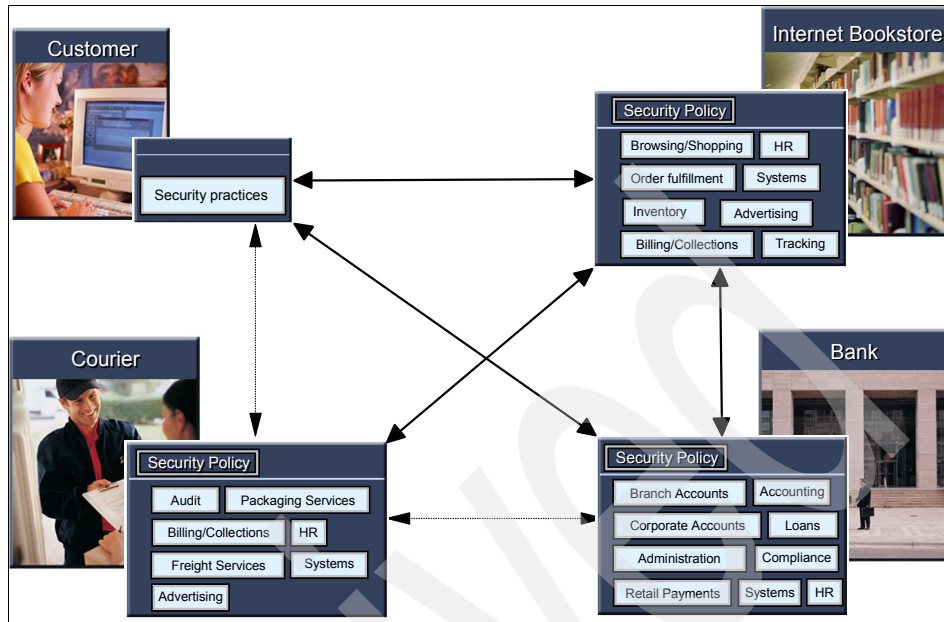 Customer
Security practices
Internet Bookstore
Security Policy
Browsing/Shopping HR
Order fulfillment Systems
Inventory Advertising
Billing/Collections Tracking
Courier
Security Policy
Audit Packaging Services
Billing/Collections HR
Freight Services Systems
Advertising
Bank
Security Policy
Branch Accounts Accounting
Corporate Accounts Loans
Administration Compliance
Retail Payments Systems HR